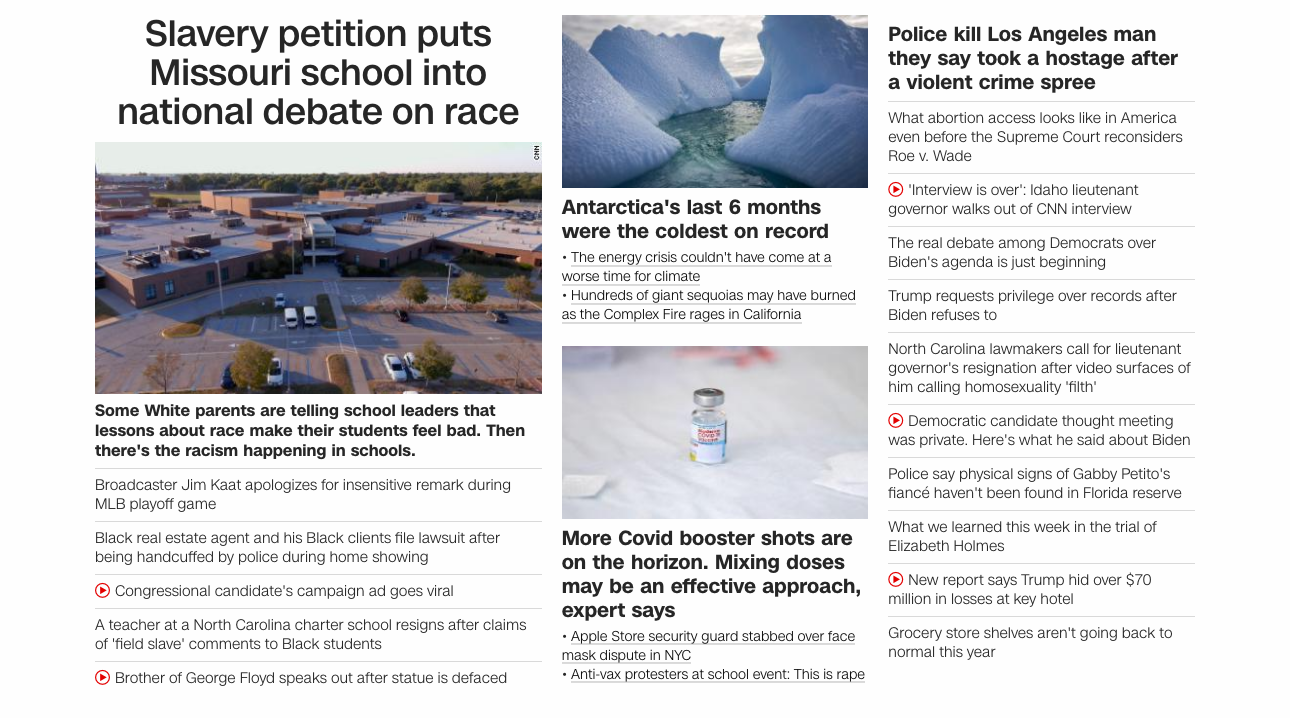 Slavery petition puts
Missouri school into
national debate on race
CNN
Some White parents are telling school leaders that
lessons about race make their students feel bad. Then
there's the racism happening in schools.
Broadcaster Jim Kaat apologizes for insensitive remark during
MLB playoff game
Black real estate agent and his Black clients file lawsuit after
being handcuffed by police during home showing
Congressional candidate's campaign ad goes viral
A teacher at a North Carolina charter school resigns after claims
of 'field slave' comments to Black students
Brother of George Floyd speaks out after statue is defaced
Antarctica's last 6 months
were the coldest on record
• The energy crisis couldn't have come at a
worse time for climate
• Hundreds of giant sequoias may have burned
as the Complex Fire rages in California
COVID-19
More Covid booster shots are
on the horizon. Mixing doses
may be an effective approach,
expert says
• Apple Store security guard stabbed over face
mask dispute in NYC
• Anti-vax protesters at school event: This is rape
Police kill Los Angeles man
they say took a hostage after
a violent crime spree
What abortion access looks like in America
even before the Supreme Court reconsiders
Roe v. Wade
'Interview is over': Idaho lieutenant
governor walks out of CNN interview
The real debate among Democrats over
Biden's agenda is just beginning
Trump requests privilege over records after
Biden refuses to
North Carolina lawmakers call for lieutenant
governor's resignation after video surfaces of
him calling homosexuality 'filth'
Democratic candidate thought meeting
was private. Here's what he said about Biden
Police say physical signs of Gabby Petito's
fiancé haven't been found in Florida reserve
What we learned this week in the trial of
Elizabeth Holmes
New report says Trump hid over $70
million in losses at key hotel
Grocery store shelves aren't going back to
normal this year